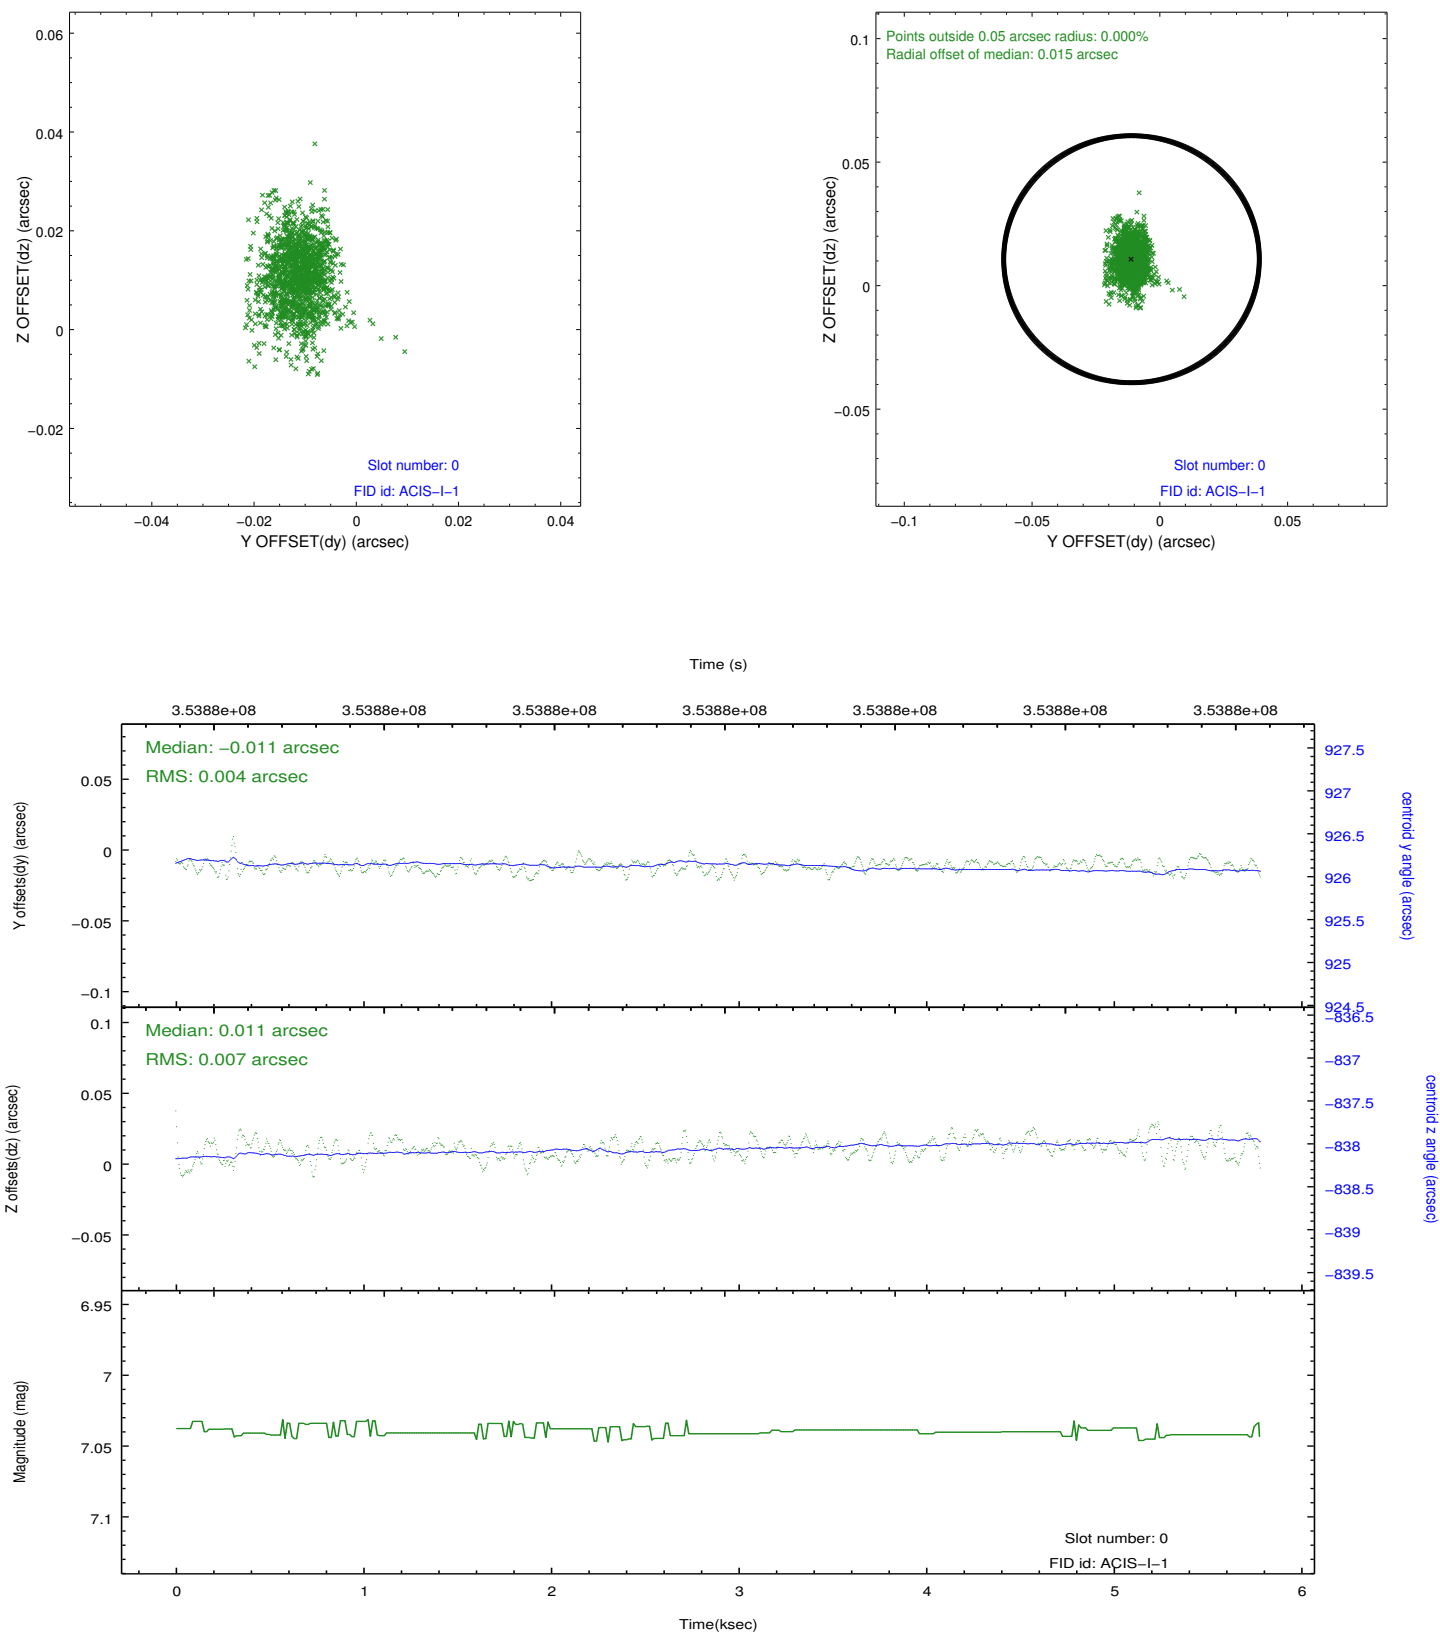 0.06
0.04
0.02
0
−0.02
Z OFFSET(dz) (arcsec)
Slot number: 0
FID id: ACIS−I−1
−0.04 −0.02 0 0.02 0.04
Y OFFSET(dy) (arcsec)
Points outside 0.05 arcsec radius: 0.000%
Radial offset of median: 0.015 arcsec
0.1
0.05
0
−0.05
Z OFFSET(dz) (arcsec)
Slot number: 0
FID id: ACIS−I−1
−0.1 −0.05 0 0.05
Y OFFSET(dy) (arcsec)
Time (s)
3.5388e+08 3.5388e+08 3.5388e+08 3.5388e+08 3.5388e+08 3.5388e+08 3.5388e+08
Median: −0.011 arcsec
RMS: 0.004 arcsec
0.05
0
−0.05
−0.1
Y offsets(dy) (arcsec)
927.5
927
926.5
926
925.5
925
924.5
centroid y angle (arcsec)
Median: 0.011 arcsec
RMS: 0.007 arcsec
0.1
0.05
0
−0.05
Z offsets(dz) (arcsec)
−836.5
−837
−837.5
−838
−838.5
−839
−839.5
centroid z angle (arcsec)
6.95
7
7.05
7.1
Magnitude (mag)
Slot number: 0
FID id: ACIS−I−1
0 1 2 3 4 5 6
Time(ksec)